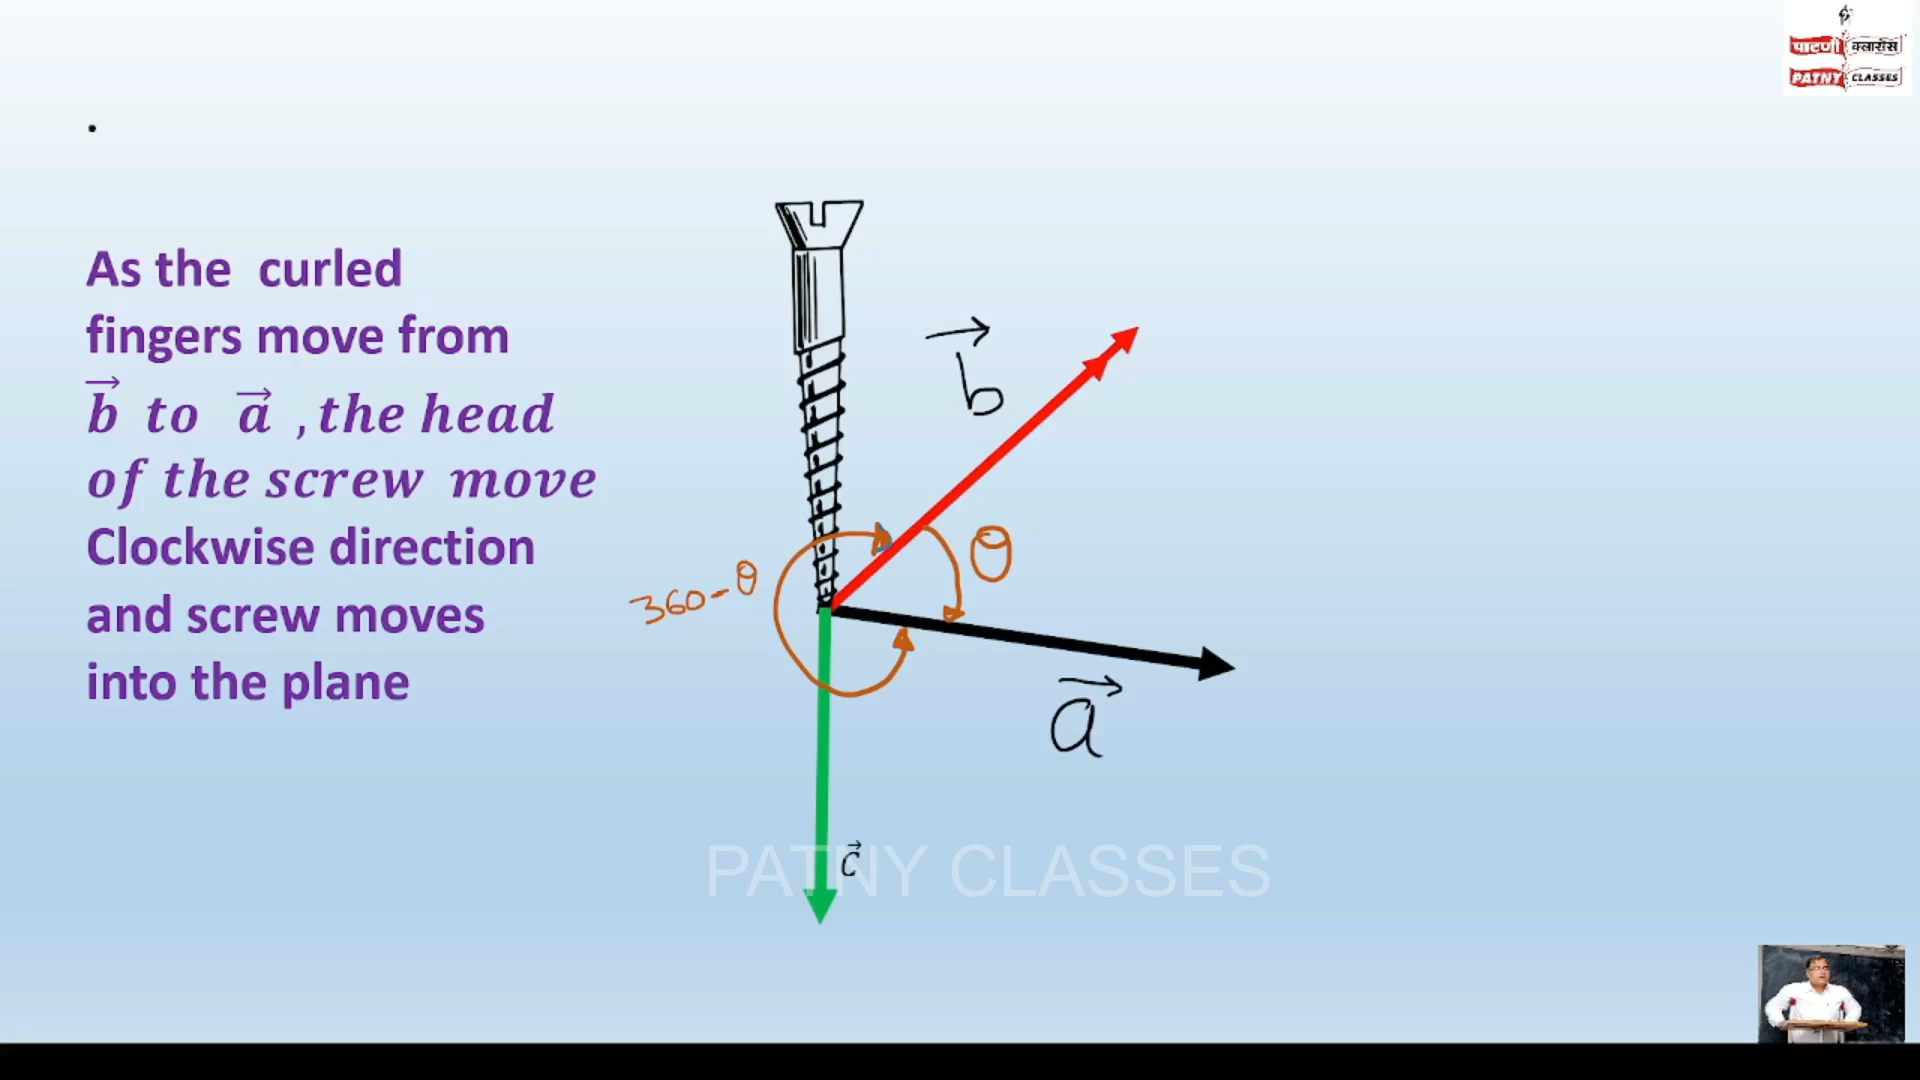 पाटणी क्लासेस
PATNY CLASSES
.
As the curled
fingers move from
b⃗ to a⃗ , the head
of the screw move
Clockwise direction
and screw moves
into the plane
b⃗
θ
360-θ
a⃗
c⃗
PATNY CLASSES